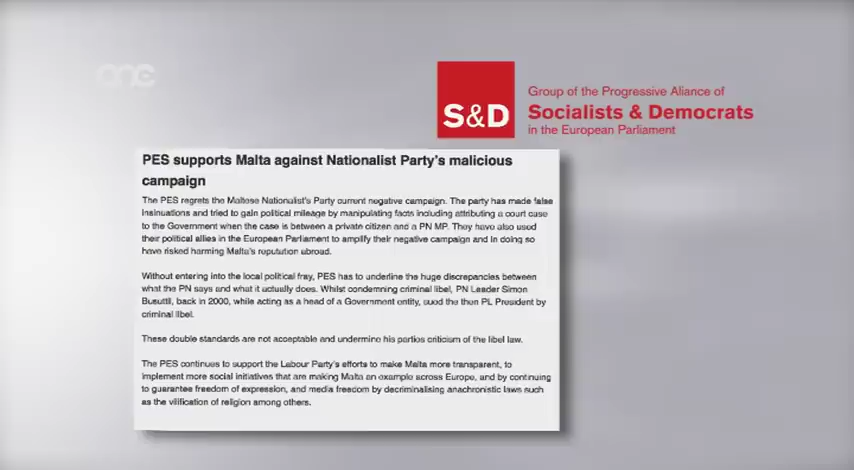 one
S&D
Group of the Progressive Aliance of
Socialists & Democrats
in the European Parliament
PES supports Malta against Nationalist Party's malicious
campaign
The PES regrets the Maltese Nationalist's Party current negative campaign. The party has made false
insinuations and tried to gain political mileage by manipulating facts including attributing a court case
to the Government when the case is between a private citizen and a PN MP. They have also used
their political allies in the European Parliament to amplify their negative campaign and in doing so
have risked harming Malta's reputation abroad.
Without entering into the local political fray, PES has to underline the huge discrepancies between
what the PN says and what it actually does. Whilst condemning criminal libel, PN Leader Simon
Busuttil, back in 2000, while acting as a head of a Government entity, sued the then PL President by
criminal libel.
These double standards are not acceptable and undermine his parties criticism of the libel law.
The PES continues to support the Labour Party's efforts to make Malta more transparent, to
implement more social initiatives that are making Malta an example across Europe, and by continuing
to guarantee freedom of expression, and media freedom by decriminalising anachronistic laws such
as the vilification of religion among others.